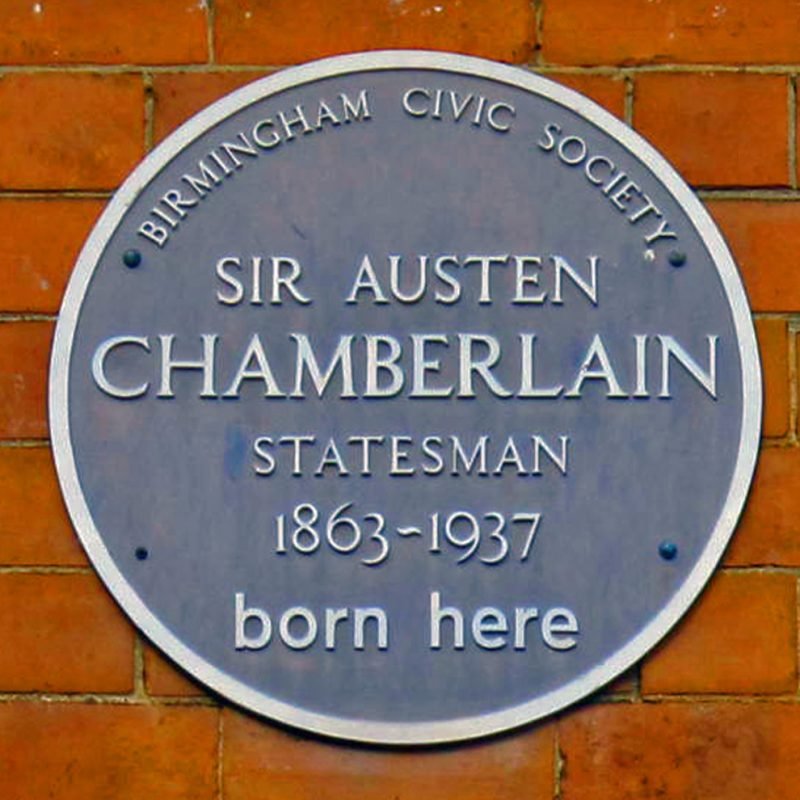 BIRMINGHAM CIVIC SOCIETY
SIR AUSTEN
CHAMBERLAIN
STATESMAN
1863~1937
born here